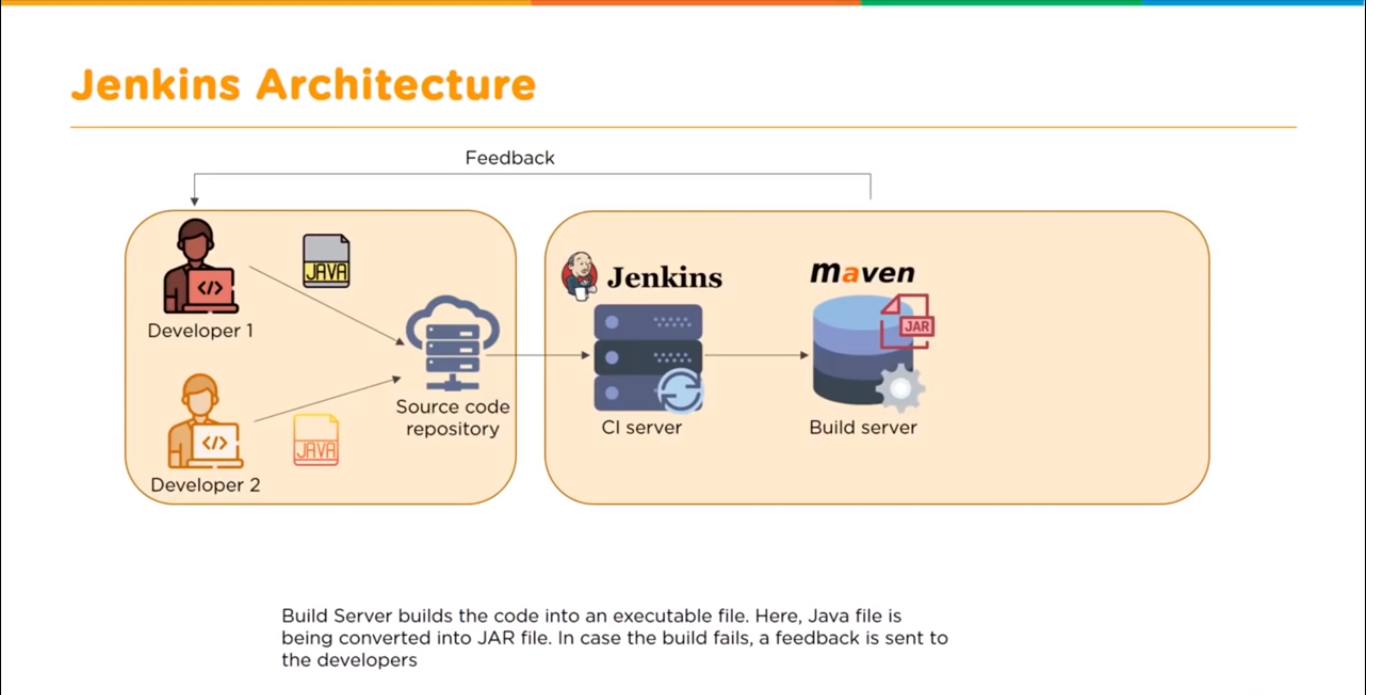 Jenkins Architecture
Feedback
JAVA
Developer 1
</>
JAVA
Developer 2
</>
Source code
repository
Jenkins
CI server
maven
JAR
Build server
Build Server builds the code into an executable file. Here, Java file is
being converted into JAR file. In case the build fails, a feedback is sent to
the developers